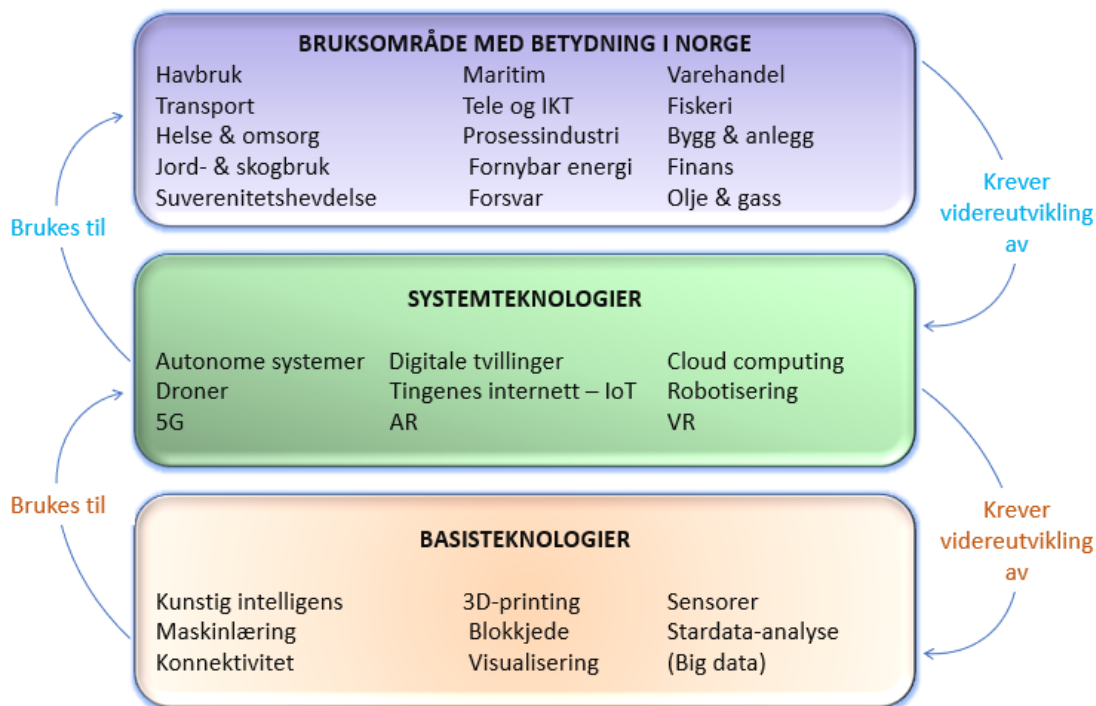 BRUKSOMRÅDE MED BETYDNING I NORGE
Havbruk Maritim Varehandel
Transport Tele og IKT Fiskeri
Helse & omsorg Prosessindustri Bygg & anlegg
Jord- & skogbruk Fornybar energi Finans
Suverenitetshevdelse Forsvar Olje & gass
Brukes til
Krever
videreutvikling
av
SYSTEMTEKNOLOGIER
Autonome systemer Digitale tvillinger Cloud computing
Droner Tingenes internett – IoT Robotisering
5G AR VR
Brukes til
Krever
videreutvikling
av
BASISTEKNOLOGIER
Kunstig intelligens 3D-printing Sensorer
Maskinlæring Blokkjede Stardata-analyse
Konnektivitet Visualisering (Big data)